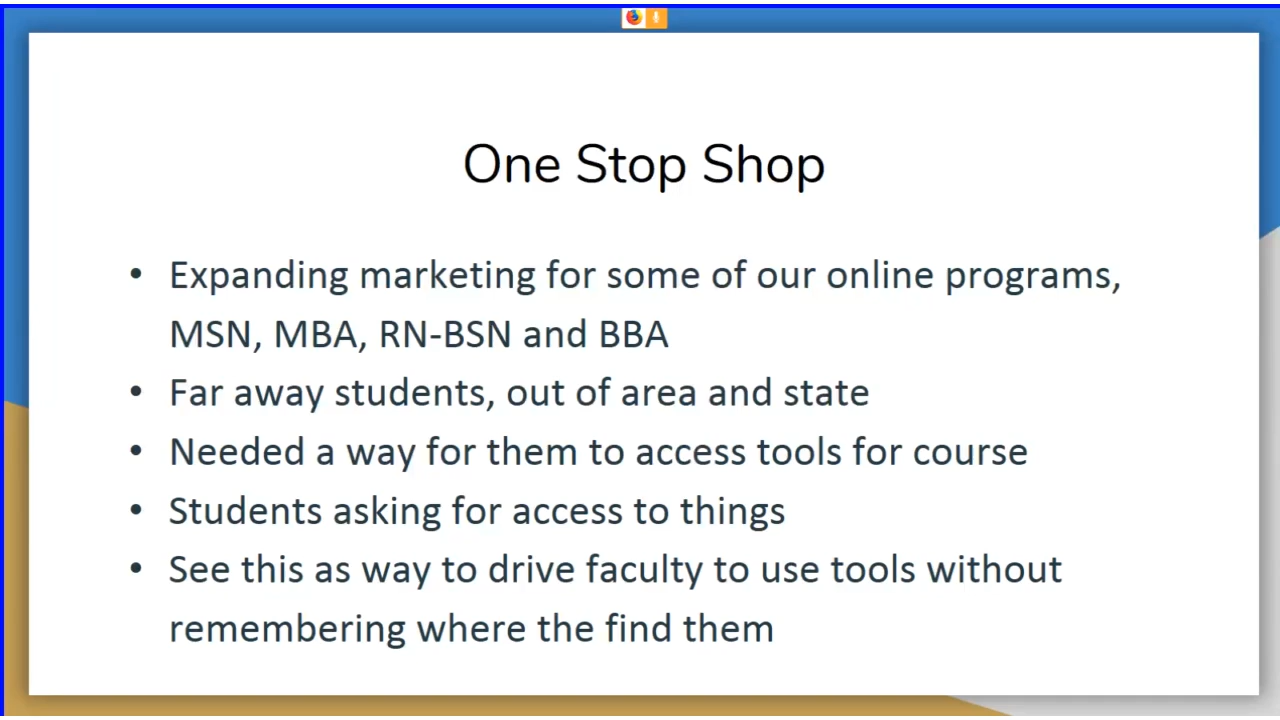 One Stop Shop
• Expanding marketing for some of our online programs,
MSN, MBA, RN-BSN and BBA
• Far away students, out of area and state
• Needed a way for them to access tools for course
• Students asking for access to things
• See this as way to drive faculty to use tools without
remembering where the find them